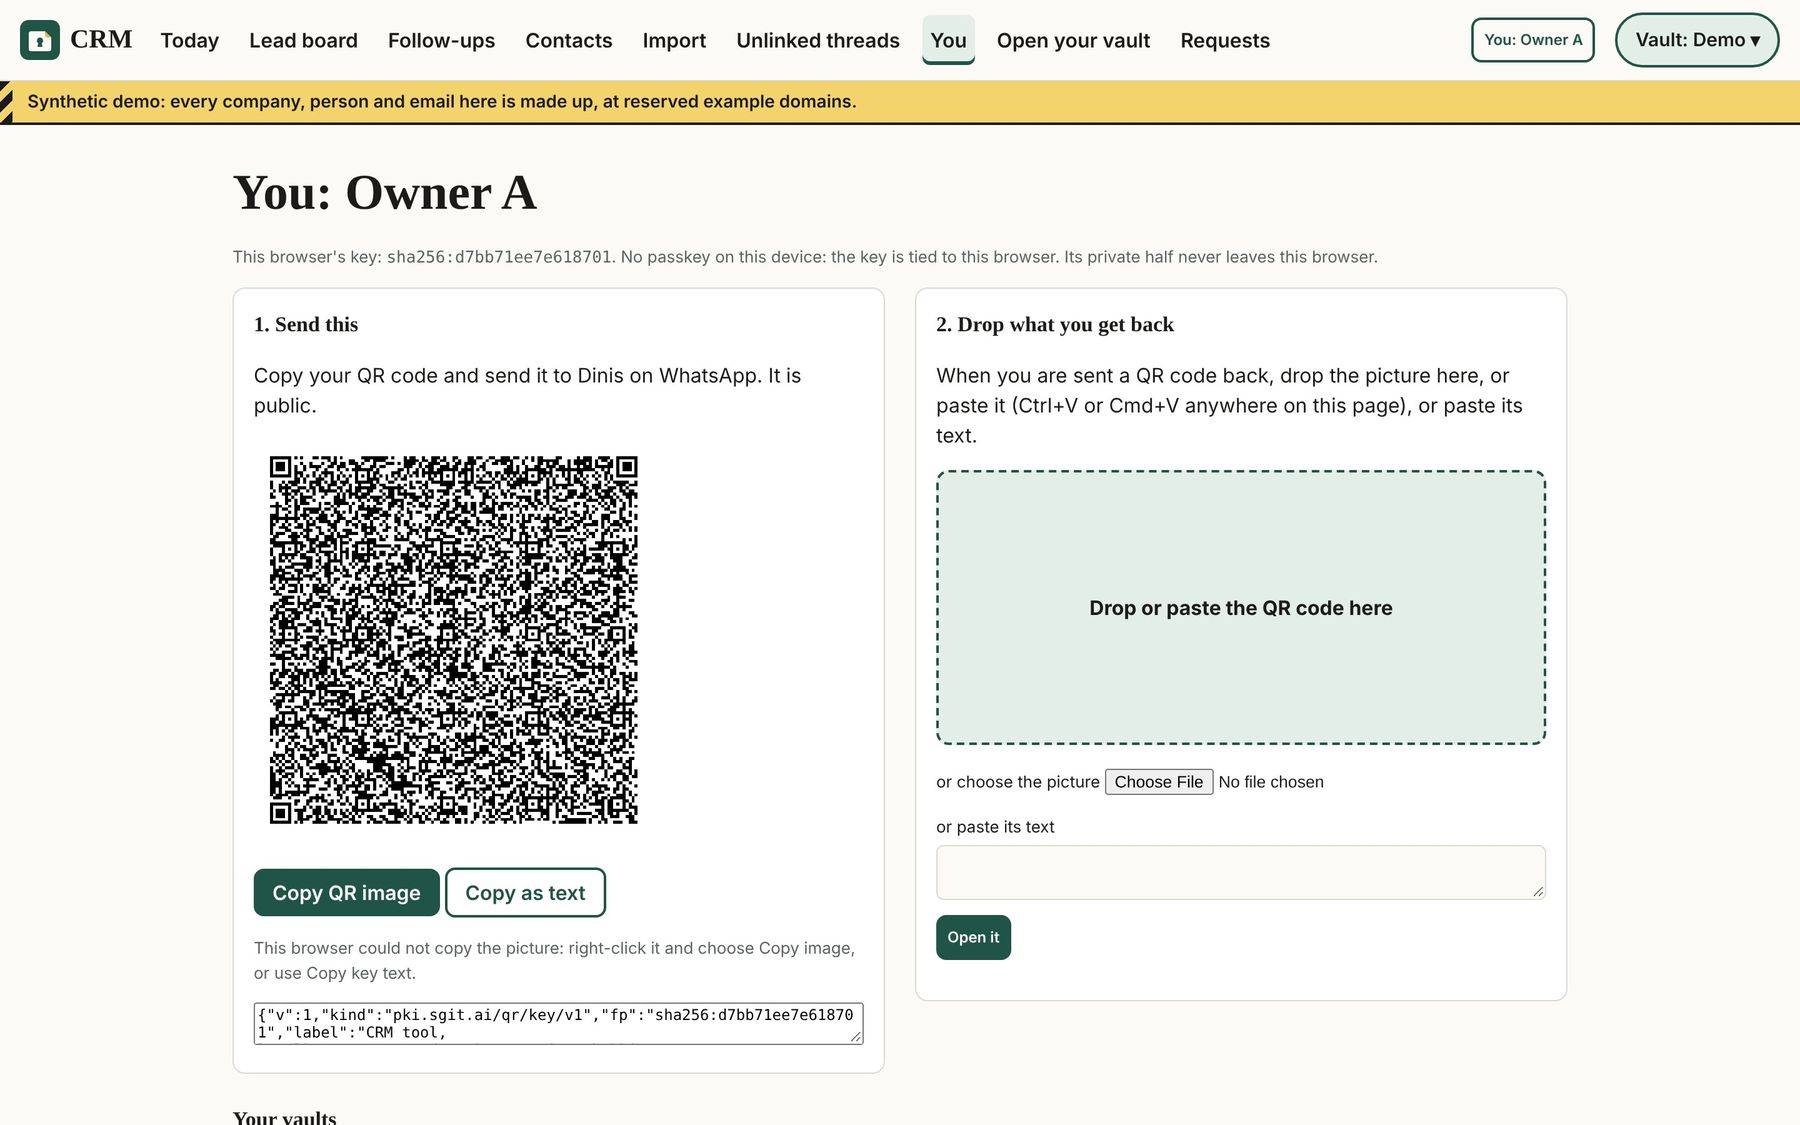 CRM
Today
Lead board
Follow-ups
Contacts
Import
Unlinked threads
You
Open your vault
Requests
You: Owner A
Vault: Demo ▾
Synthetic demo: every company, person and email here is made up, at reserved example domains.
You: Owner A
This browser's key: sha256:d7bb71ee7e618701. No passkey on this device: the key is tied to this browser. Its private half never leaves this browser.
1. Send this
Copy your QR code and send it to Dinis on WhatsApp. It is
public.
Copy QR image
Copy as text
This browser could not copy the picture: right-click it and choose Copy image,
or use Copy key text.
{"v":1,"kind":"pki.sgit.ai/qr/key/v1","fp":"sha256:d7bb71ee7e61870
1","label":"CRM tool,
2. Drop what you get back
When you are sent a QR code back, drop the picture here, or
paste it (Ctrl+V or Cmd+V anywhere on this page), or paste its
text.
Drop or paste the QR code here
or choose the picture Choose File No file chosen
or paste its text
Open it
Your vaults